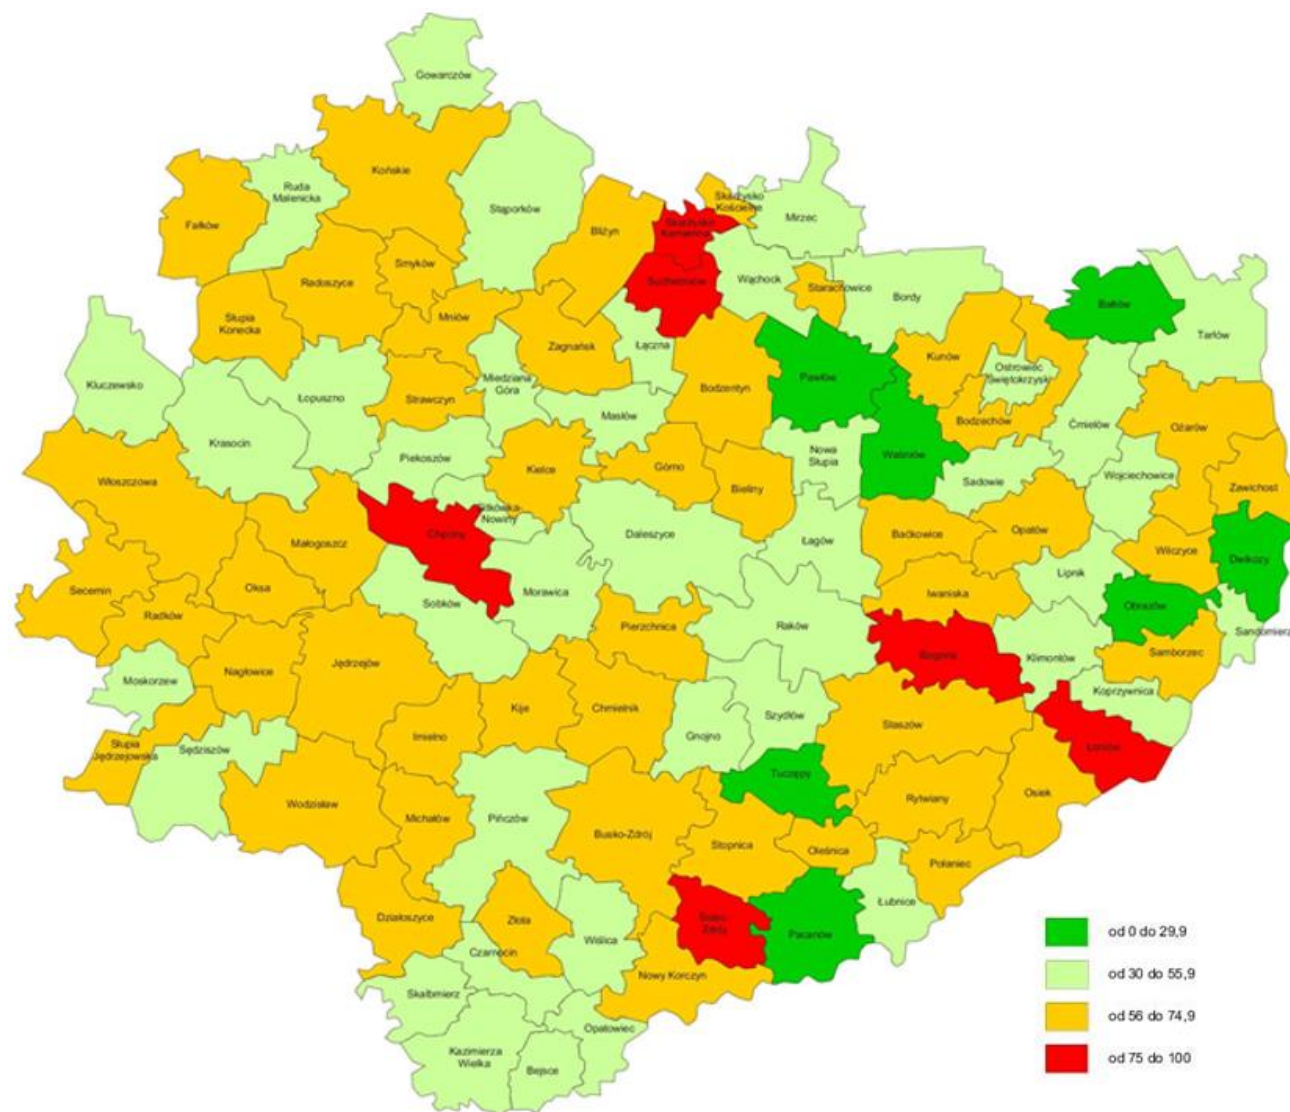 Gowarczów
Końskie
Ruda
Malenicka
Stąporków
Fałków
Bliżyn
Skarżysko
Kościelne
Mirzec
Skarżysko
Kamienna
Smyków
Radoszyce
Suchedniów
Wąchock
Starachowice
Bordy
Bałtów
Tarłów
Słupia
Konecka
Mniów
Zagnańsk
Łączna
Kunów
Ostrowiec
Świętokrzyski
Kluczewsko
Łopuszno
Strawczyn
Miedziana
Góra
Masłów
Bodzentyn
Pawłów
Bodzechów
Ćmielów
Ożarów
Krasocin
Piekoszów
Kielce
Górno
Bieliny
Nowa
Słupia
Waśniów
Sadowie
Wojciechowice
Zawichost
Włoszczowa
Małogoszcz
Chęciny
Sitkówka-
Nowiny
Daleszyce
Łagów
Baćkowice
Opatów
Wilczyce
Dwikozy
Secemin
Oksa
Radków
Sobków
Morawica
Pierzchnica
Raków
Iwaniska
Lipnik
Obrazów
Sandomierz
Moskorzew
Nagłowice
Jędrzejów
Bogoria
Klimontów
Samborzec
Koprzywnica
Słupia
Jędrzejowska
Sędziszów
Imielno
Kije
Chmielnik
Gnojno
Szydłów
Staszów
Łoniów
Wodzisław
Michałów
Pińczów
Busko-Zdrój
Tuczępy
Rytwiany
Osiek
Stopnica
Oleśnica
Połaniec
Działoszyce
Złota
Wiślica
Zdrój
Pacanów
Łubnice
Czarnocin
Nowy Korczyn
Skalbmierz
Opatowiec
Kazimierza
Wielka
Bejsce
od 0 do 29,9
od 30 do 55,9
od 56 do 74,9
od 75 do 100